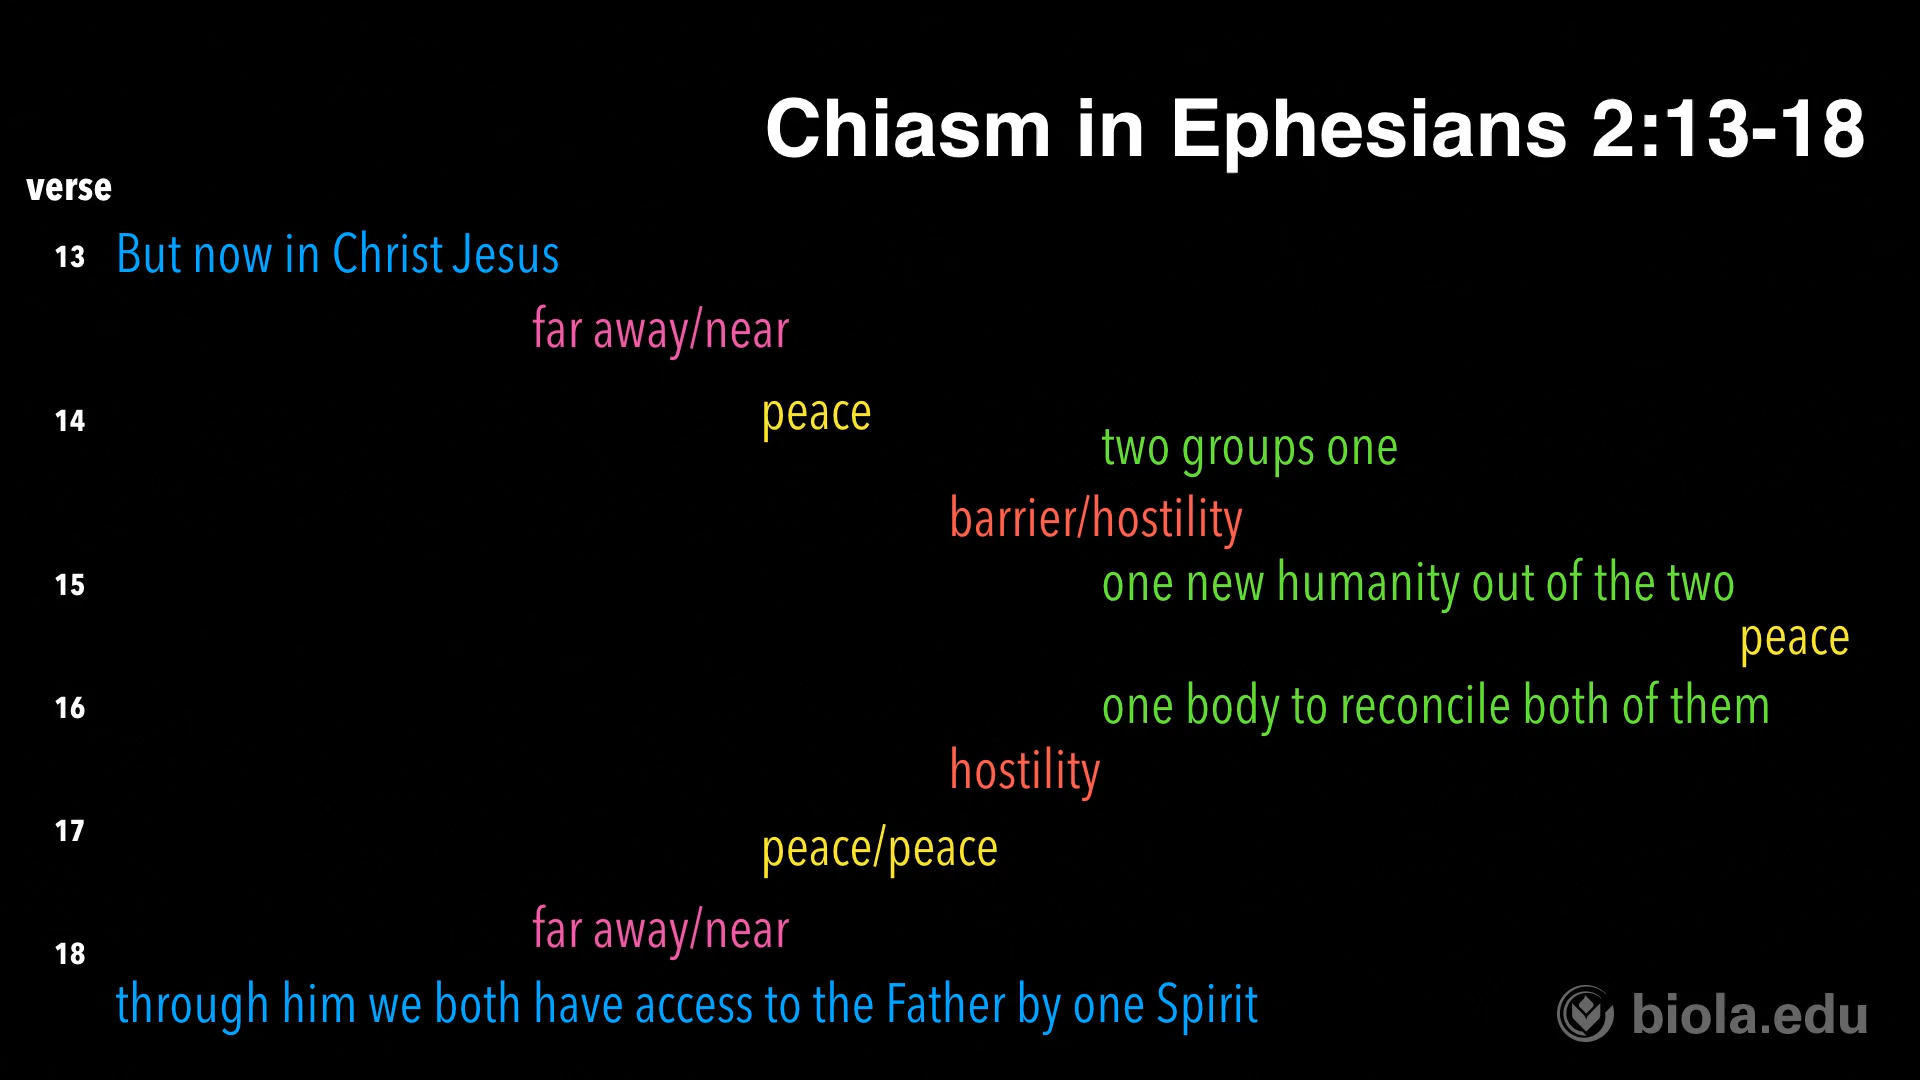 Chiasm in Ephesians 2:13-18
verse
13 But now in Christ Jesus
far away/near
14 peace
two groups one
barrier/hostility
15 one new humanity out of the two
peace
16 one body to reconcile both of them
hostility
17 peace/peace
far away/near
18
through him we both have access to the Father by one Spirit
biola.edu